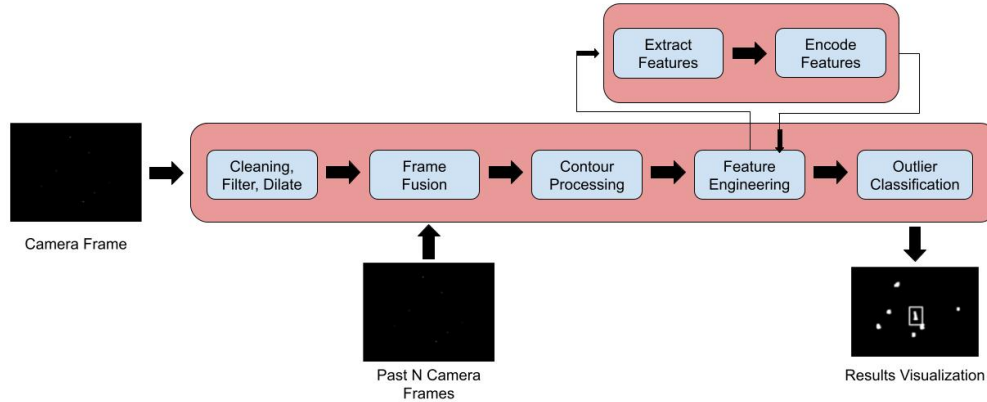 Extract
Features
Encode
Features
Cleaning,
Filter, Dilate
Frame
Fusion
Contour
Processing
Feature
Engineering
Outlier
Classification
Camera Frame
Past N Camera
Frames
Results Visualization